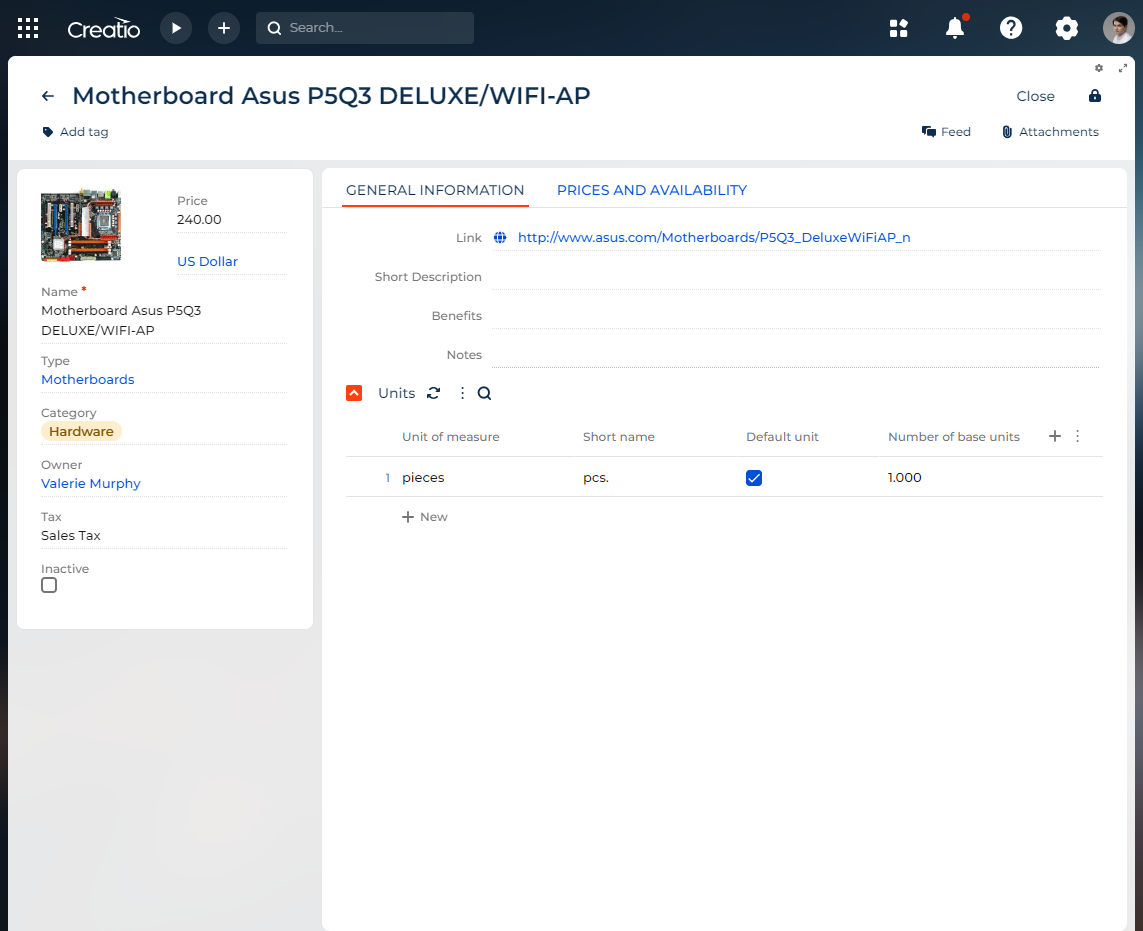 Creatio
Search...
Motherboard Asus P5Q3 DELUXE/WIFI-AP
Close
Add tag
Feed
Attachments
Price
240.00
US Dollar
Name *
Motherboard Asus P5Q3
DELUXE/WIFI-AP
Type
Motherboards
Category
Hardware
Owner
Valerie Murphy
Tax
Sales Tax
Inactive
GENERAL INFORMATION
PRICES AND AVAILABILITY
Link http://www.asus.com/Motherboards/P5Q3_DeluxeWiFiAP_n
Short Description
Benefits
Notes
Units
Unit of measure Short name Default unit Number of base units
1 pieces pcs. 1.000
New